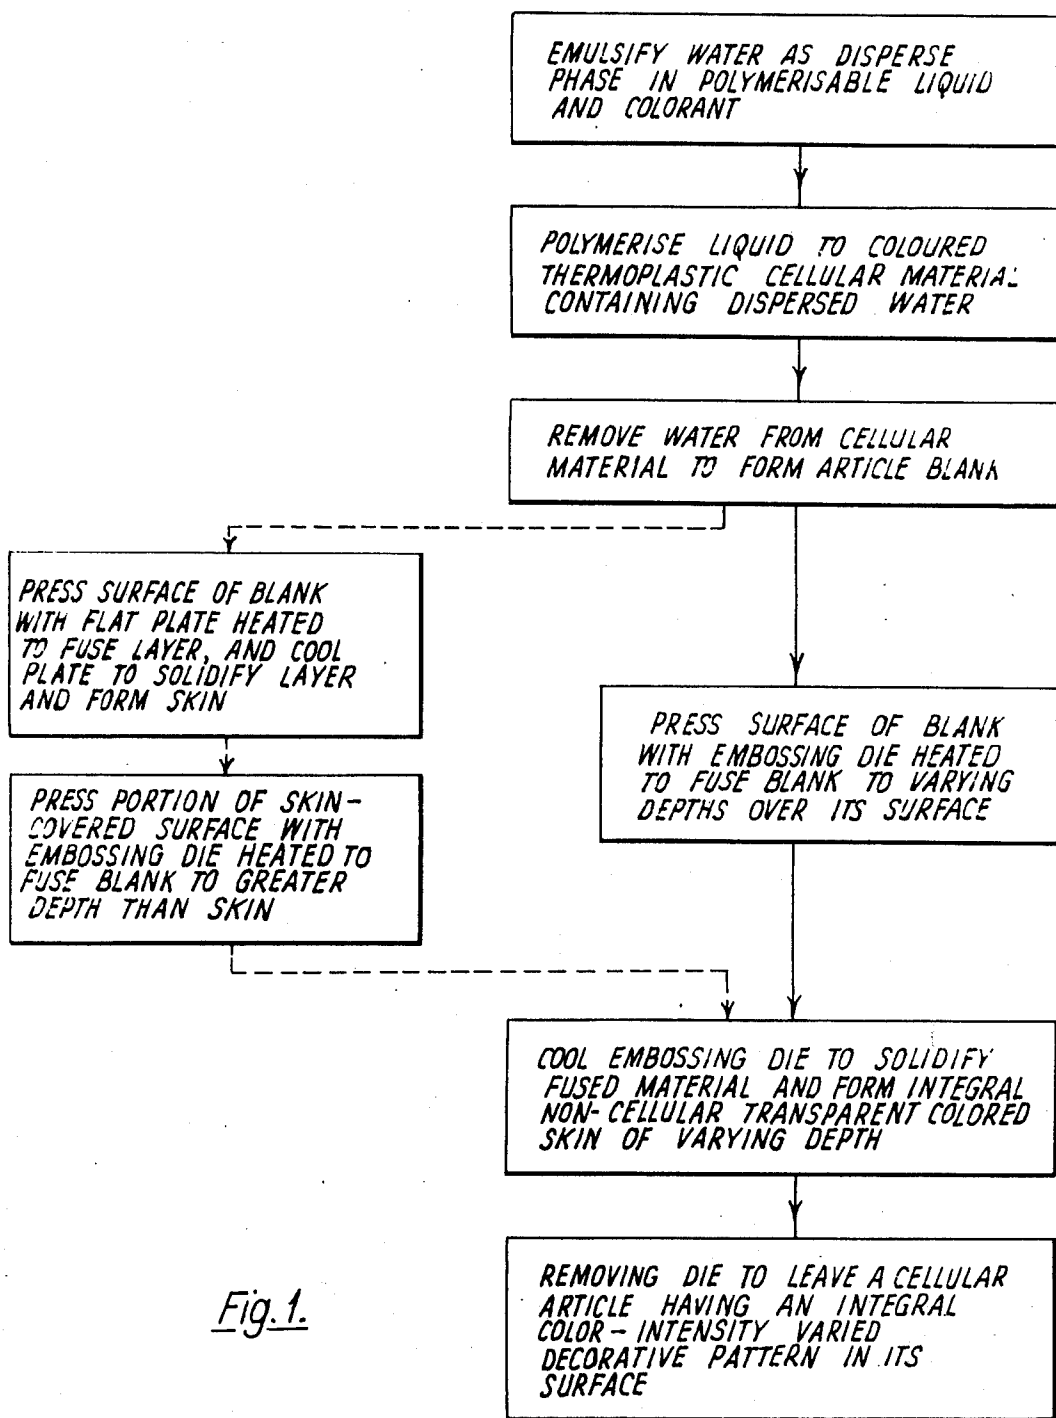 EMULSIFY WATER AS DISPERSE
PHASE IN POLYMERISABLE LIQUID
AND COLORANT
POLYMERISE LIQUID TO COLOURED
THERMOPLASTIC CELLULAR MATERIAL
CONTAINING DISPERSED WATER
REMOVE WATER FROM CELLULAR
MATERIAL TO FORM ARTICLE BLANK
PRESS SURFACE OF BLANK
WITH FLAT PLATE HEATED
TO FUSE LAYER, AND COOL
PLATE TO SOLIDIFY LAYER
AND FORM SKIN
PRESS SURFACE OF BLANK
WITH EMBOSSING DIE HEATED
TO FUSE BLANK TO VARYING
DEPTHS OVER ITS SURFACE
PRESS PORTION OF SKIN-
COVERED SURFACE WITH
EMBOSSING DIE HEATED TO
FUSE BLANK TO GREATER
DEPTH THAN SKIN
COOL EMBOSSING DIE TO SOLIDIFY
FUSED MATERIAL AND FORM INTEGRAL
NON-CELLULAR TRANSPARENT COLORED
SKIN OF VARYING DEPTH
REMOVING DIE TO LEAVE A CELLULAR
ARTICLE HAVING AN INTEGRAL
COLOR-INTENSITY VARIED
DECORATIVE PATTERN IN ITS
SURFACE
Fig.1.